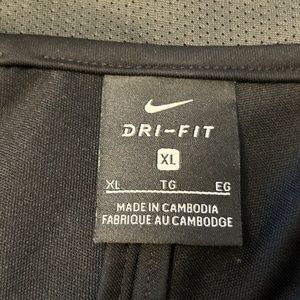 DRI-FIT
XL
XL TG EG
MADE IN CAMBODIA
FABRIQUE AU CAMBODGE